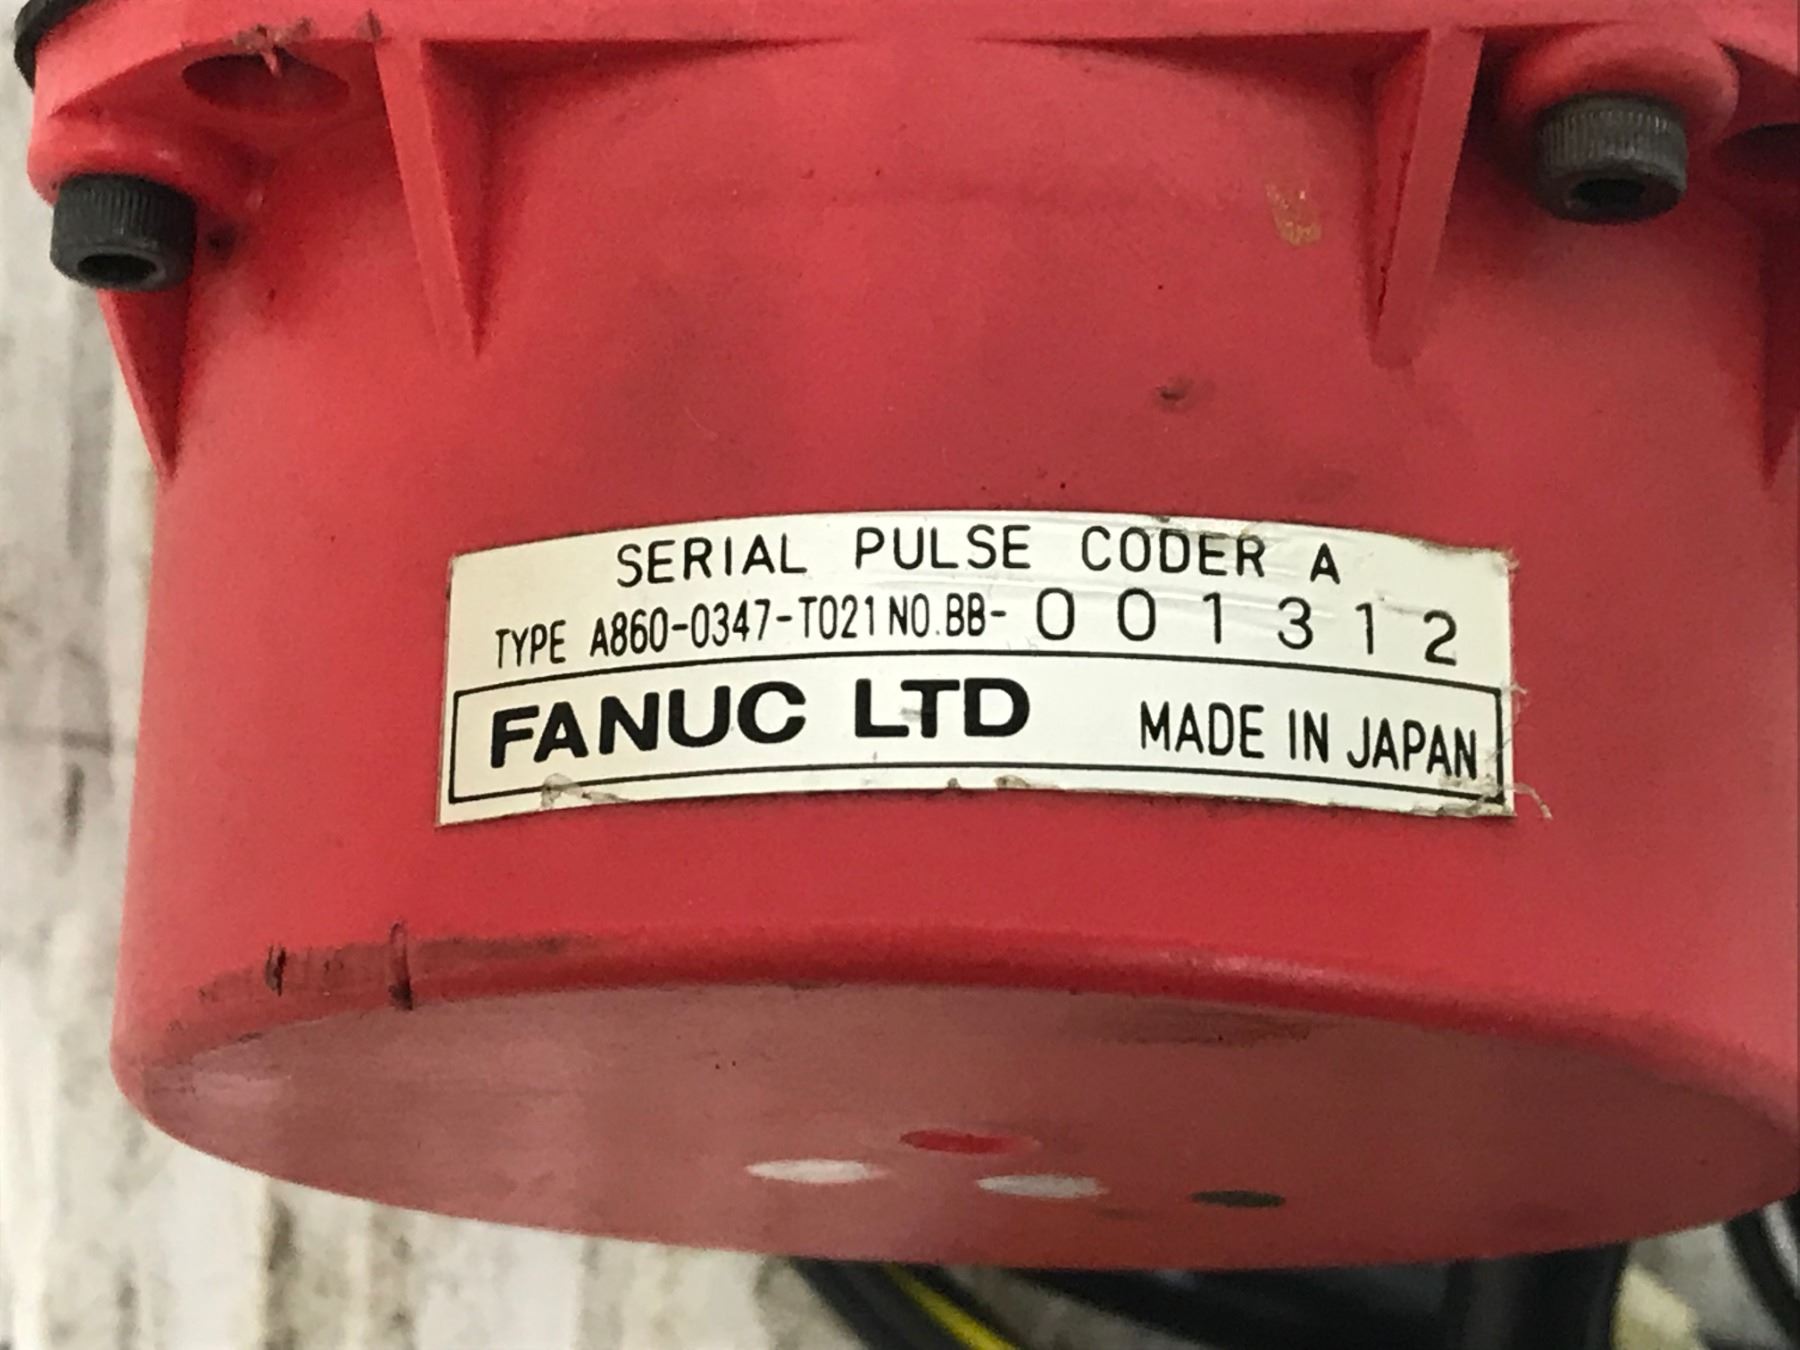 SERIAL PULSE CODER A
TYPE A860-0347-T021 NO.BB-001312
FANUC LTD MADE IN JAPAN